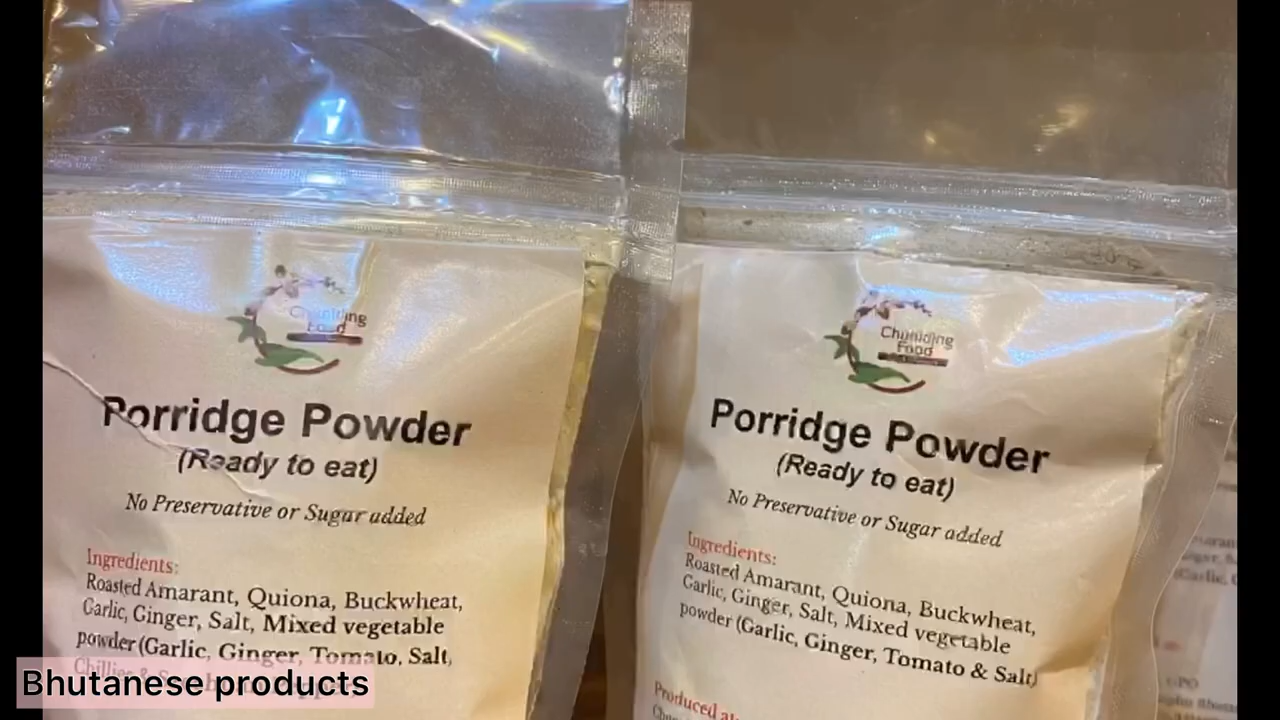 Chuniding
Food
Porridge Powder
(Ready to eat)
No Preservative or Sugar added
Ingredients:
Roasted Amarant, Quiona, Buckwheat,
Garlic, Ginger, Salt, Mixed vegetable
powder (Garlic, Ginger, Tomato, Salt,
Chuniding
Food
Porridge Powder
(Ready to eat)
No Preservative or Sugar added
Ingredients:
Roasted Amarant, Quiona, Buckwheat,
Garlic, Ginger, Salt, Mixed vegetable
powder (Garlic, Ginger, Tomato & Salt)
Produced
Bhutanese products